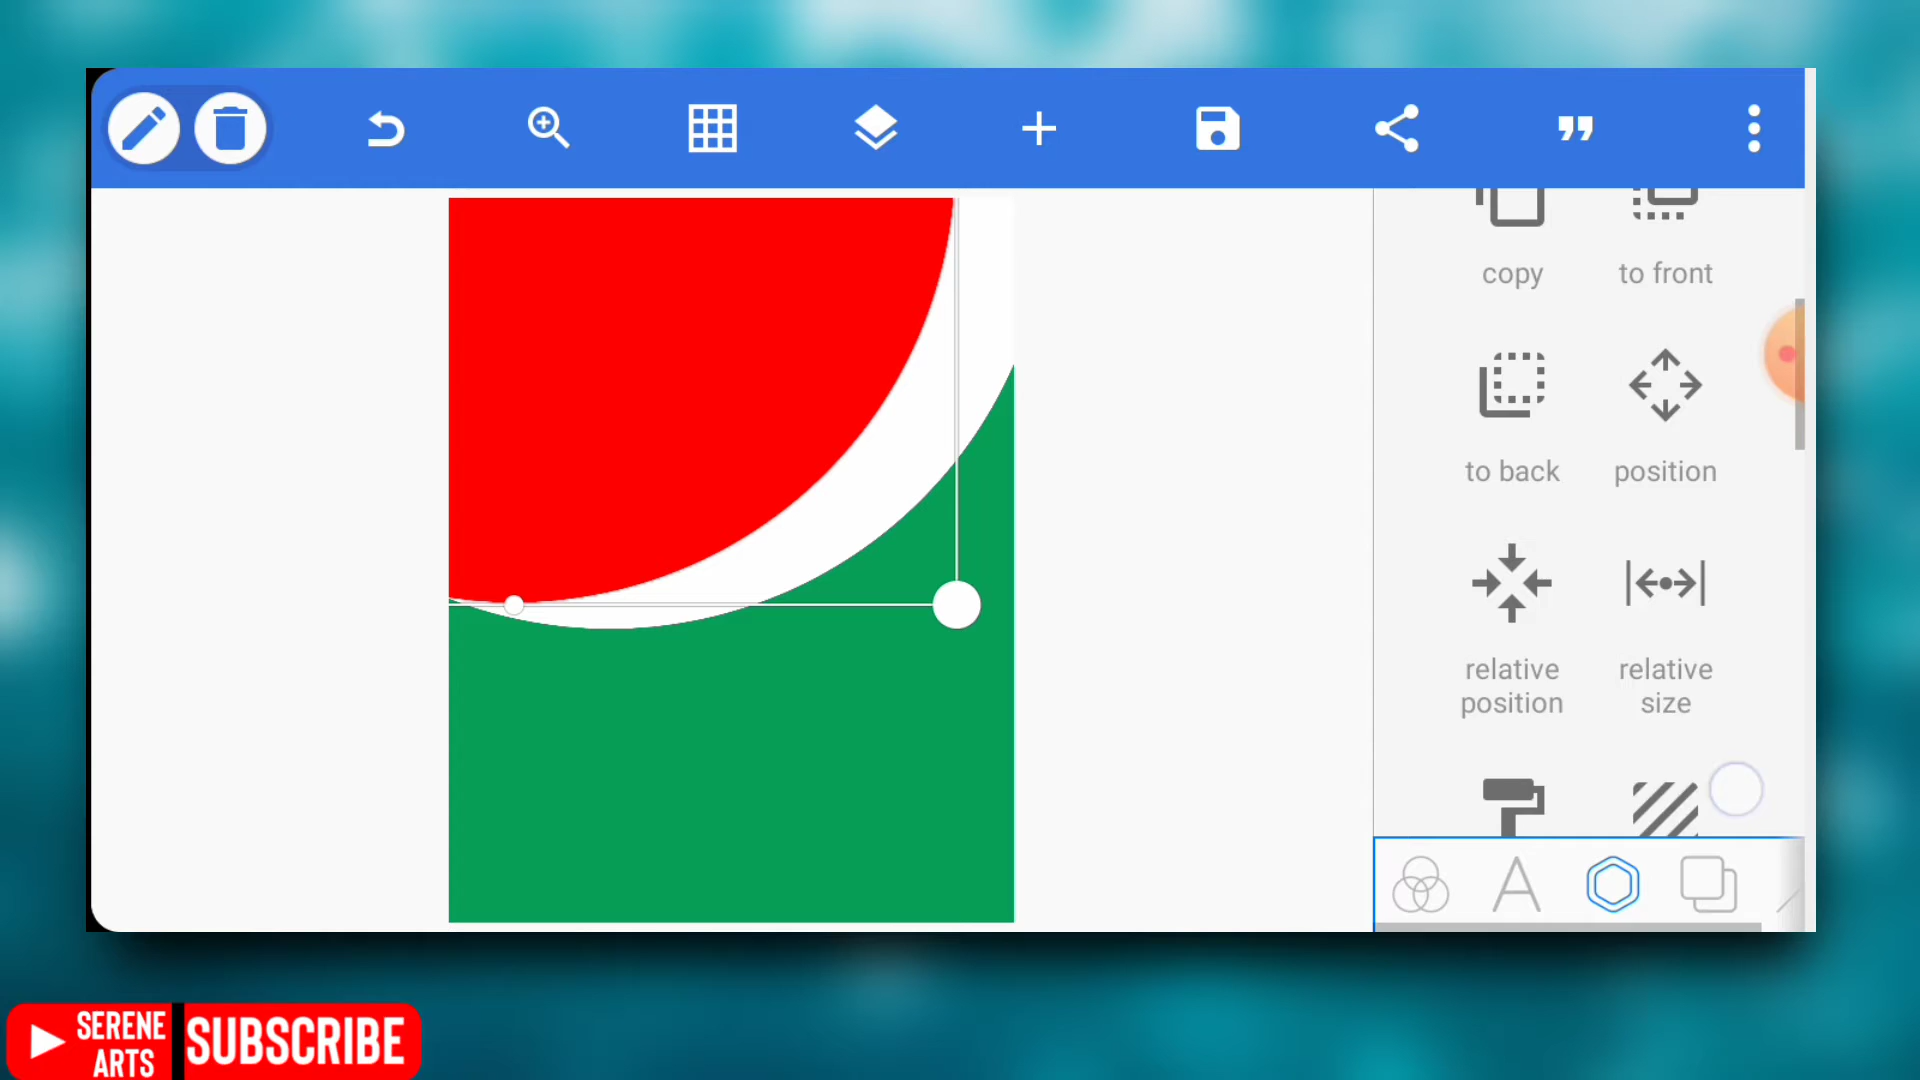 copy
to front
to back
position
relative
position
relative
size
SERENE
ARTS
SUBSCRIBE